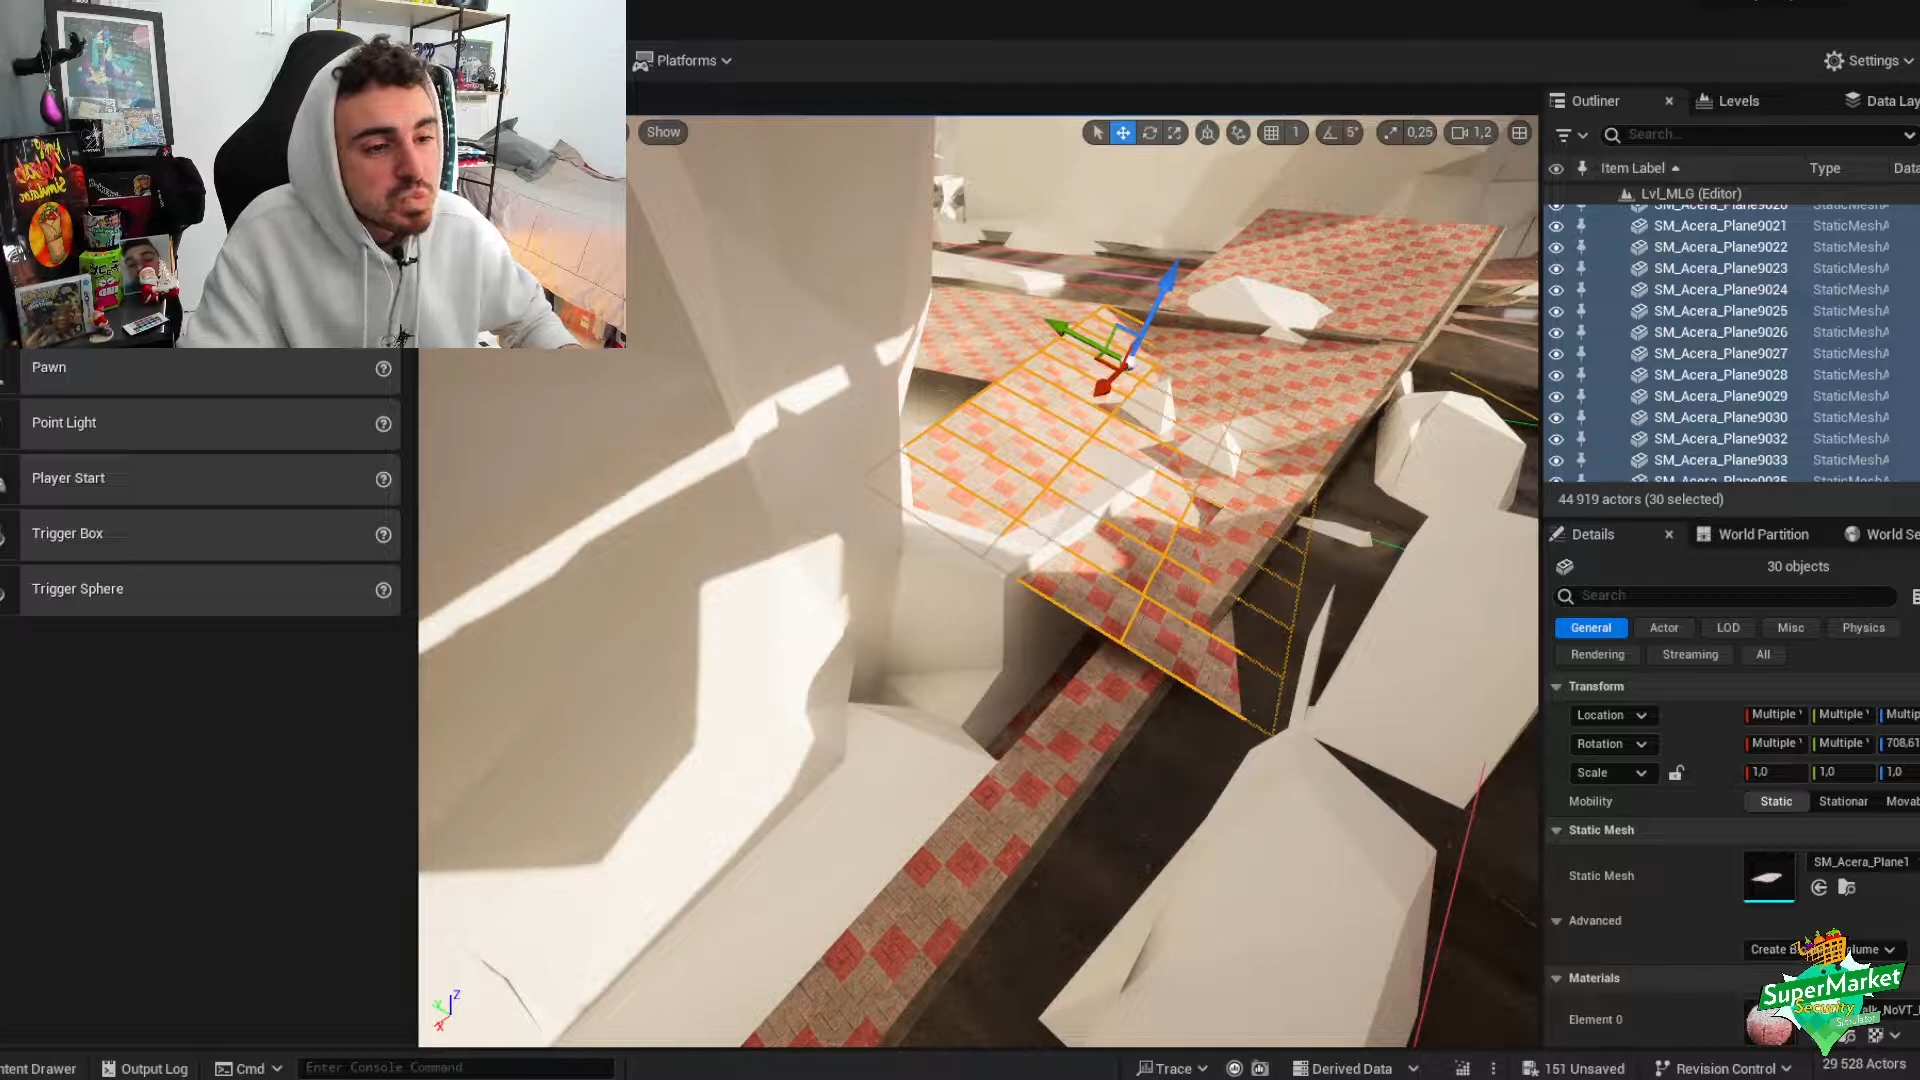 Platforms
Settings
Show
1
5°
0,25
1,2
Outliner
Levels
Data Lay
Search...
Item Label
Type
Data
Lvl_MLG (Editor)
SM_Acera_Plane9020
SM_Acera_Plane9021 StaticMeshA
SM_Acera_Plane9022 StaticMeshA
SM_Acera_Plane9023 StaticMeshA
SM_Acera_Plane9024 StaticMeshA
SM_Acera_Plane9025 StaticMeshA
SM_Acera_Plane9026 StaticMeshA
SM_Acera_Plane9027 StaticMeshA
SM_Acera_Plane9028 StaticMeshA
SM_Acera_Plane9029 StaticMeshA
SM_Acera_Plane9030 StaticMeshA
SM_Acera_Plane9032 StaticMeshA
SM_Acera_Plane9033 StaticMeshA
44 919 actors (30 selected)
Details
World Partition
World Se
30 objects
Search
General
Actor
LOD
Misc
Physics
Rendering
Streaming
All
Transform
Location
Multiple
Multiple
Multip
Rotation
Multiple
Multiple
708,61
Scale
1,0
1,0
1,0
Mobility
Static
Stationar
Movab
Static Mesh
Static Mesh
SM_Acera_Plane1
Advanced
Materials
Element 0
Pawn
Point Light
Player Start
Trigger Box
Trigger Sphere
SuperMarket
Security
Simulator
Z
X
ntent Drawer
Output Log
Cmd
Enter Console Command
Trace
Derived Data
151 Unsaved
Revision Control
29 528 Actors